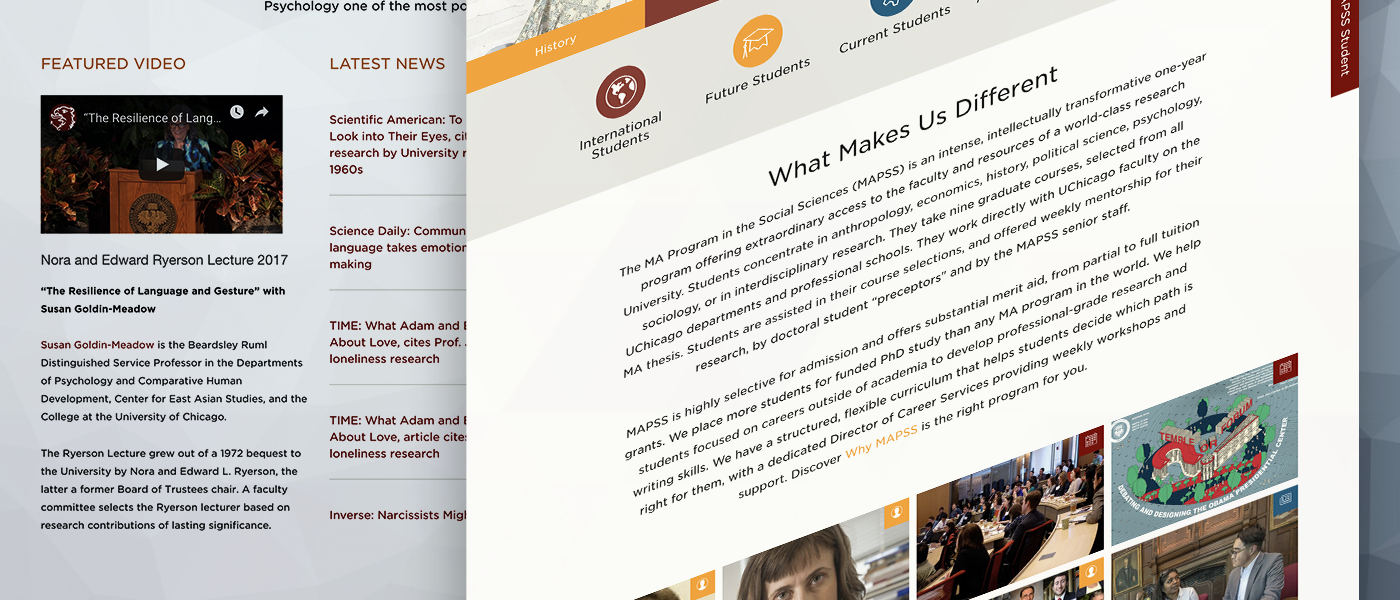 Psychology one of the most po
FEATURED VIDEO
"The Resilience of Lang...
Nora and Edward Ryerson Lecture 2017
“The Resilience of Language and Gesture” with
Susan Goldin-Meadow
Susan Goldin-Meadow is the Beardsley Ruml
Distinguished Service Professor in the Departments
of Psychology and Comparative Human
Development, Center for East Asian Studies, and the
College at the University of Chicago.
The Ryerson Lecture grew out of a 1972 bequest to
the University by Nora and Edward L. Ryerson, the
latter a former Board of Trustees chair. A faculty
committee selects the Ryerson lecturer based on
research contributions of lasting significance.
LATEST NEWS
Scientific American: To
Look into Their Eyes, cit
research by University
1960s
Science Daily: Commun
language takes emotion
making
TIME: What Adam and E
About Love, cites Prof.
loneliness research
TIME: What Adam and E
About Love, article cites
loneliness research
Inverse: Narcissists Migh
History
International
Students
Future Students
Current Students
APSS Student
What Makes Us Different
The MA Program in the Social Sciences (MAPSS) is an intense, intellectually transformative one-year
program offering extraordinary access to the faculty and resources of a world-class research
University. Students concentrate in anthropology, economics, history, political science, psychology,
sociology, or in interdisciplinary research. They take nine graduate courses, selected from all
UChicago departments and professional schools. They work directly with UChicago faculty on the
MA thesis. Students are assisted in their course selections, and offered weekly mentorship for their
research, by doctoral student “preceptors” and by the MAPSS senior staff.
MAPSS is highly selective for admission and offers substantial merit aid, from partial to full tuition
grants. We place more students for funded PhD study than any MA program in the world. We help
students focused on careers outside of academia to develop professional-grade research and
writing skills. We have a structured, flexible curriculum that helps students decide which path is
right for them, with a dedicated Director of Career Services providing weekly workshops and
support. Discover Why MAPSS is the right program for you.
TEMPLE OR FORUM
DEBATING AND DESIGNING THE OBAMA PRESIDENTIAL CENTER